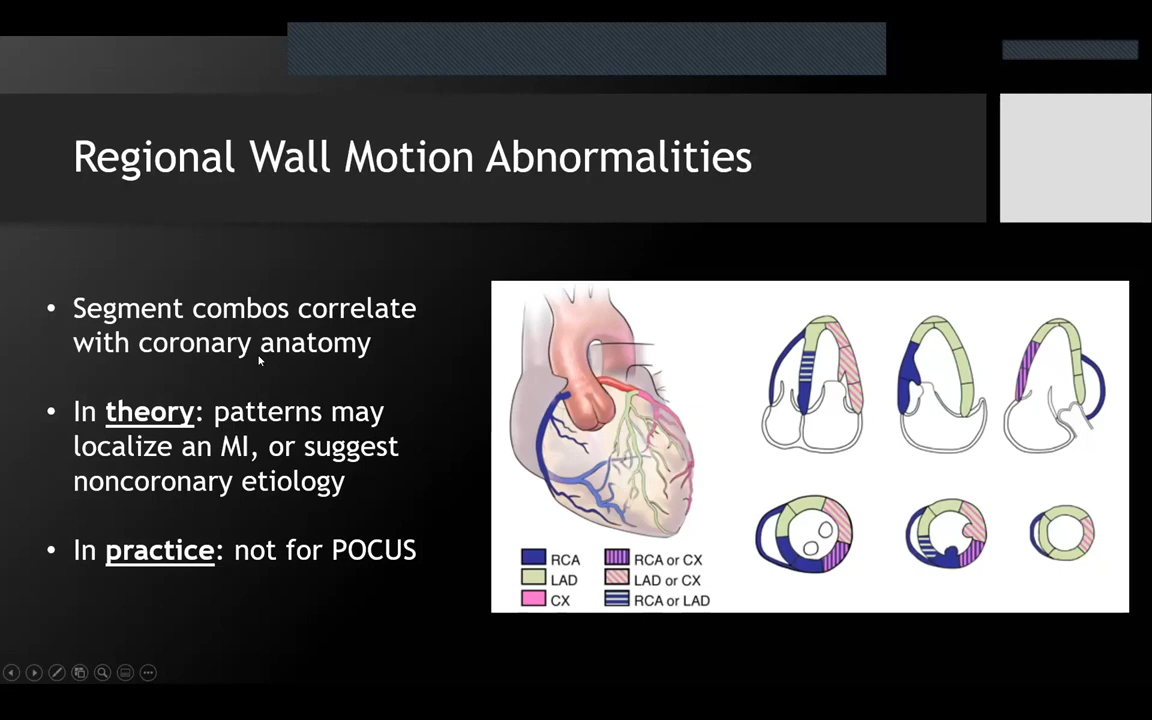 Regional Wall Motion Abnormalities
• Segment combos correlate
with coronary anatomy
• In theory: patterns may
localize an MI, or suggest
noncoronary etiology
• In practice: not for POCUS
RCA
LAD
CX
RCA or CX
LAD or CX
RCA or LAD